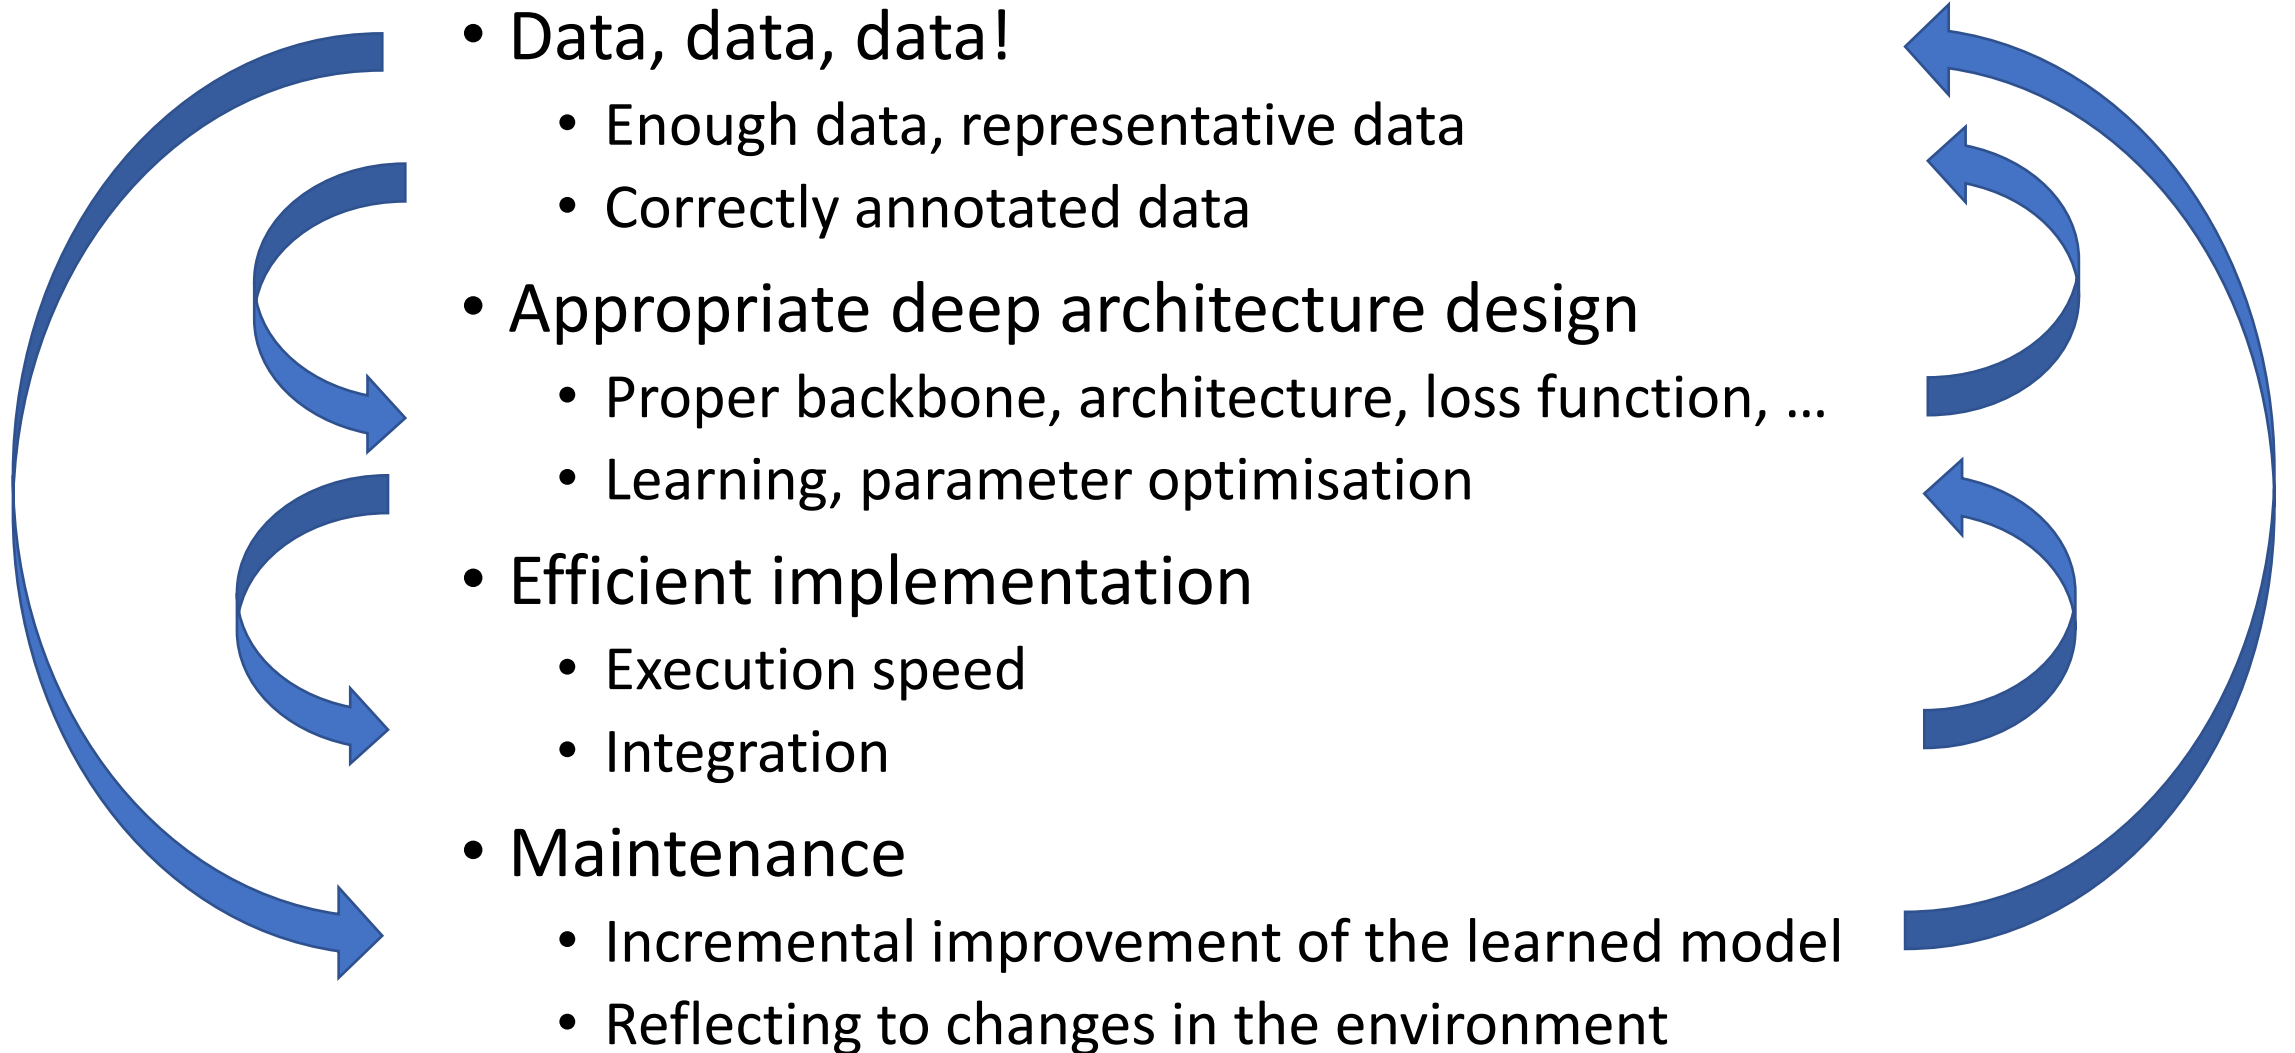 • Data, data, data!
• Enough data, representative data
• Correctly annotated data
• Appropriate deep architecture design
• Proper backbone, architecture, loss function, ...
• Learning, parameter optimisation
• Efficient implementation
• Execution speed
• Integration
• Maintenance
• Incremental improvement of the learned model
• Reflecting to changes in the environment